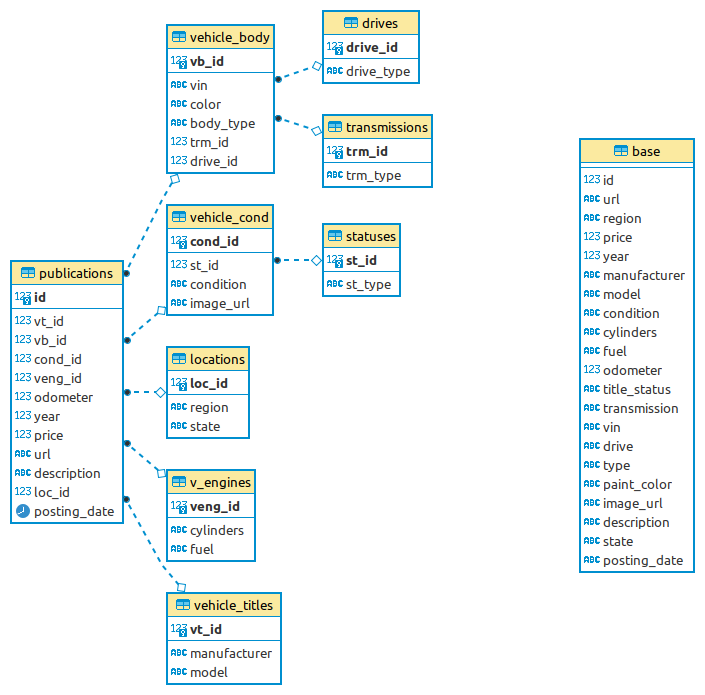 vehicle_body
123 vb_id
ABC vin
ABC color
ABC body_type
123 trm_id
123 drive_id
drives
123 drive_id
ABC drive_type
transmissions
123 trm_id
ABC trm_type
vehicle_cond
123 cond_id
123 st_id
ABC condition
ABC image_url
statuses
123 st_id
ABC st_type
publications
123 id
123 vt_id
123 vb_id
123 cond_id
123 veng_id
123 odometer
123 year
123 price
ABC url
ABC description
123 loc_id
posting_date
locations
123 loc_id
ABC region
ABC state
v_engines
123 veng_id
ABC cylinders
ABC fuel
vehicle_titles
123 vt_id
ABC manufacturer
ABC model
base
123 id
ABC url
ABC region
123 price
123 year
ABC manufacturer
ABC model
ABC condition
ABC cylinders
ABC fuel
123 odometer
ABC title_status
ABC transmission
ABC vin
ABC drive
ABC type
ABC paint_color
ABC image_url
ABC description
ABC state
ABC posting_date